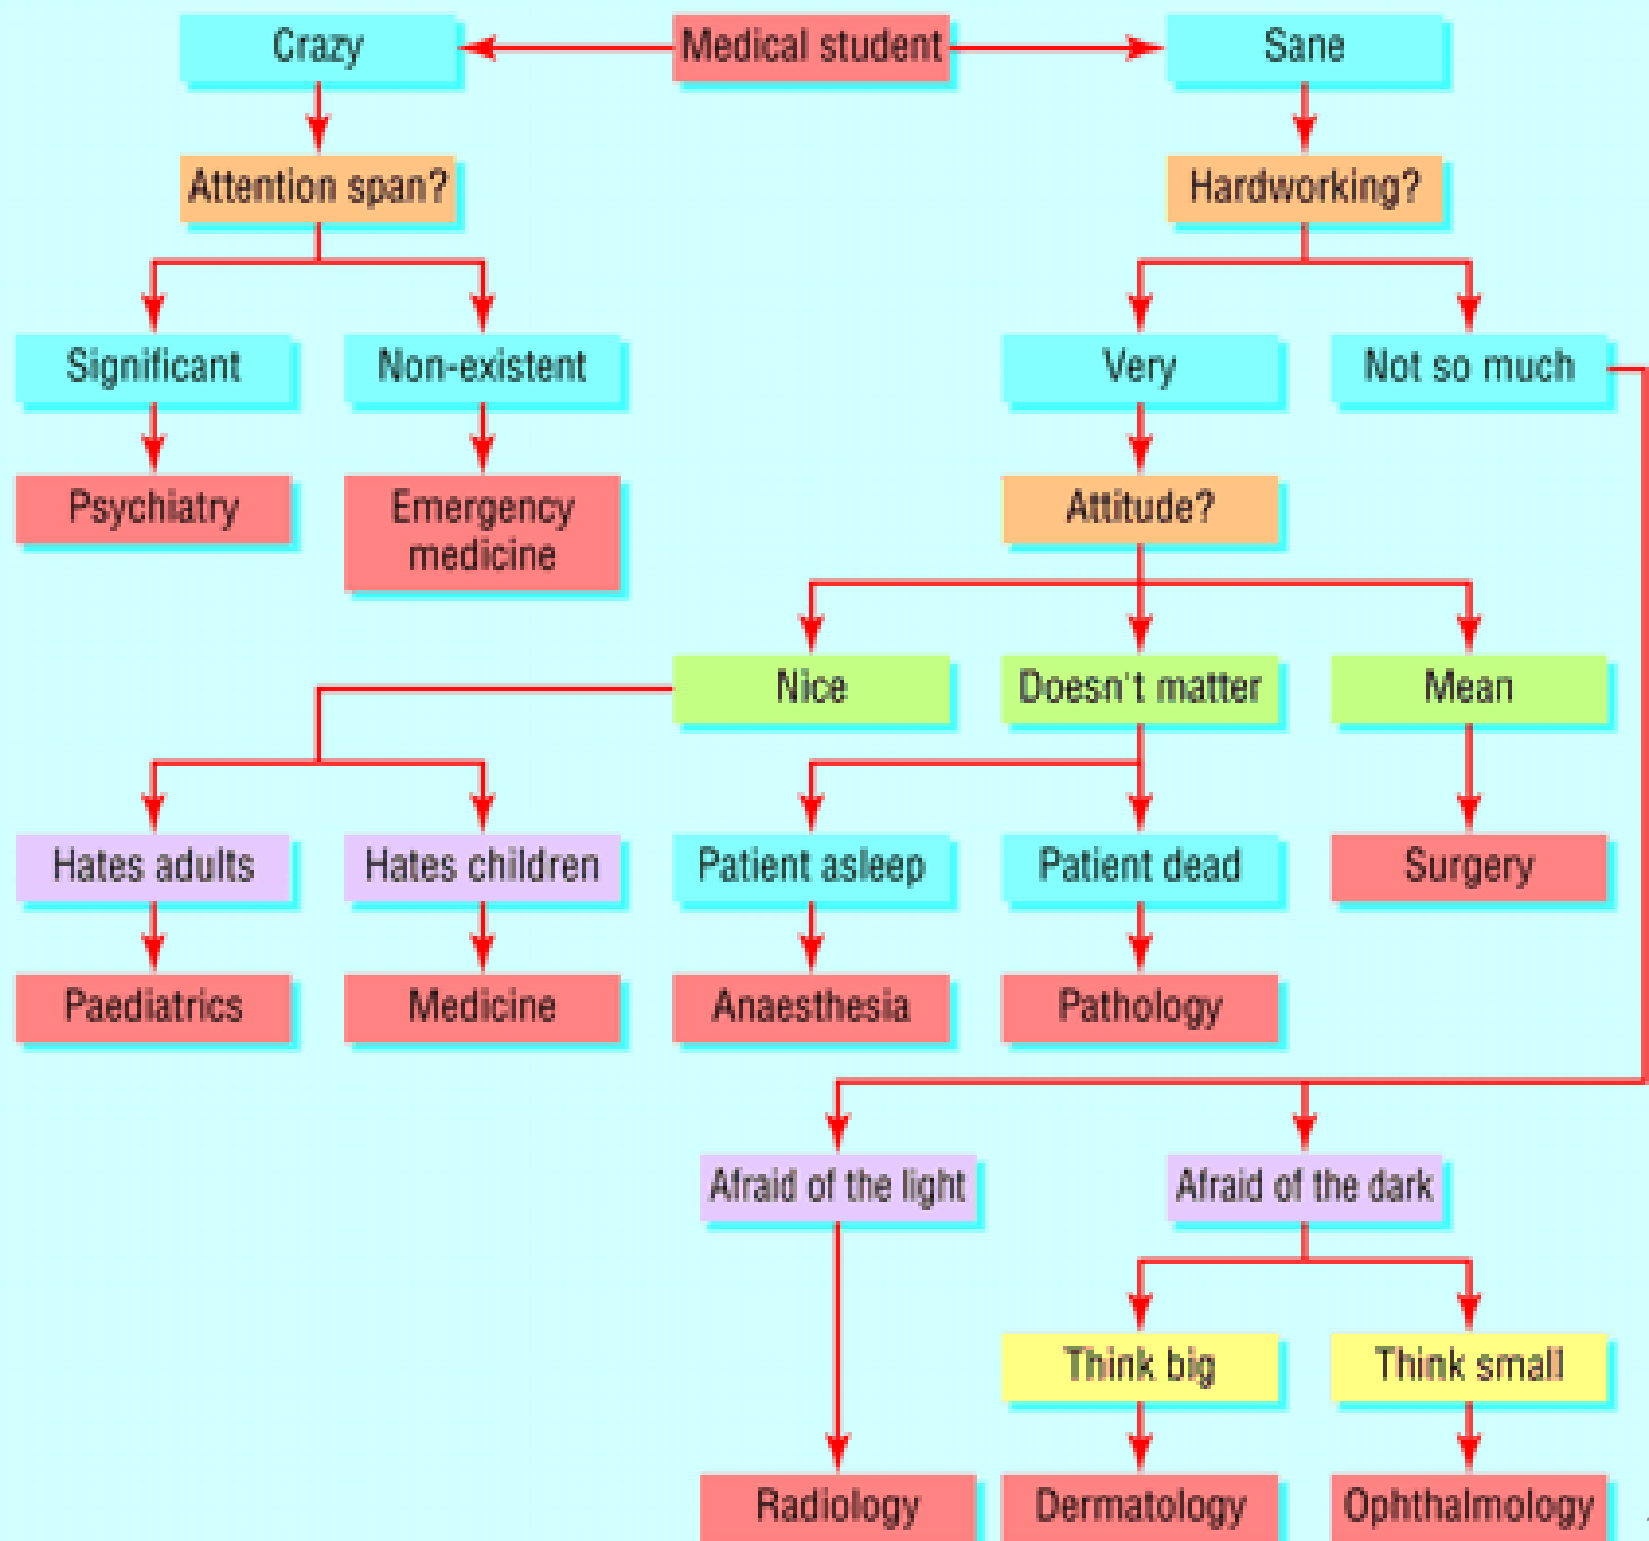 Crazy
Medical student
Sane
Attention span?
Hardworking?
Significant
Non-existent
Very
Not so much
Psychiatry
Emergency
medicine
Attitude?
Nice
Doesn't matter
Mean
Hates adults
Hates children
Patient asleep
Patient dead
Surgery
Paediatrics
Medicine
Anaesthesia
Pathology
Afraid of the light
Afraid of the dark
Think big
Think small
Radiology
Dermatology
Ophthalmology